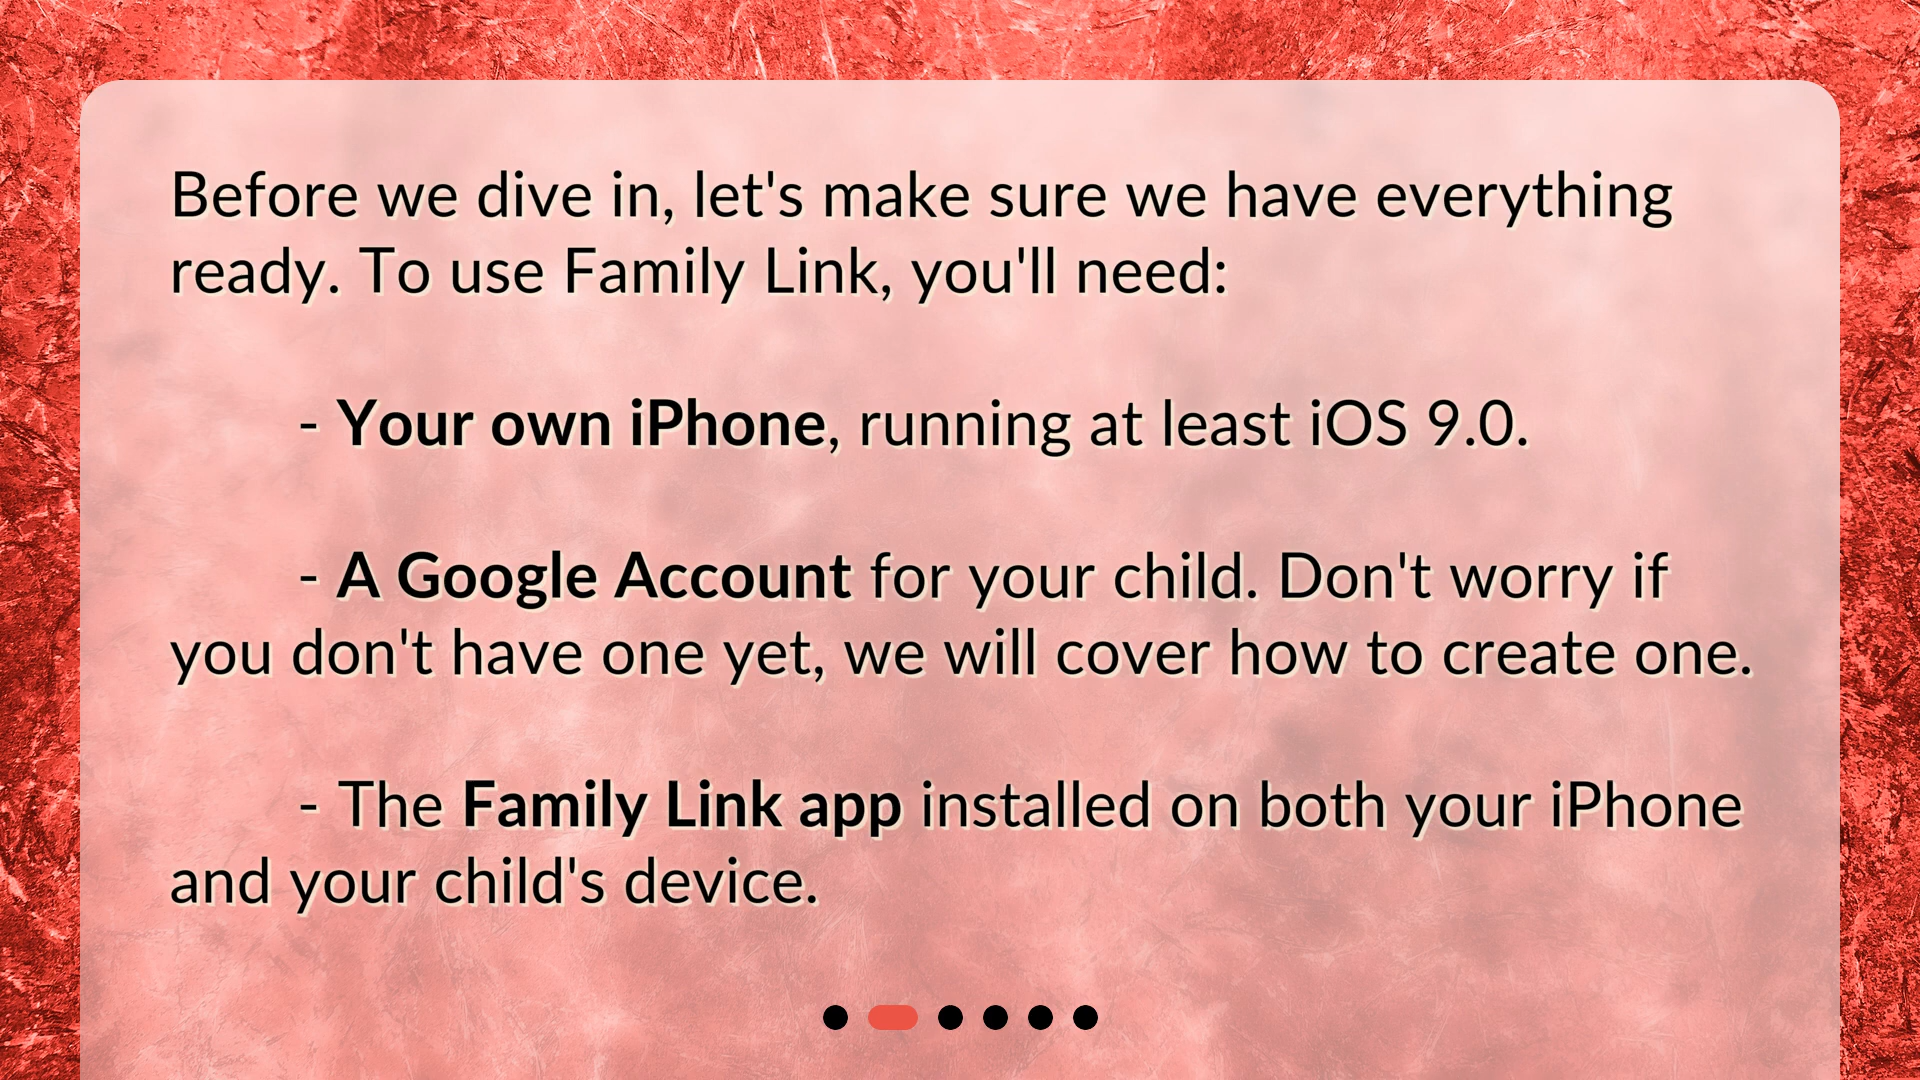 Before we dive in, let's make sure we have everything
ready. To use Family Link, you'll need:
- Your own iPhone, running at least iOS 9.0.
- A Google Account for your child. Don't worry if
you don't have one yet, we will cover how to create one.
- The Family Link app installed on both your iPhone
and your child's device.